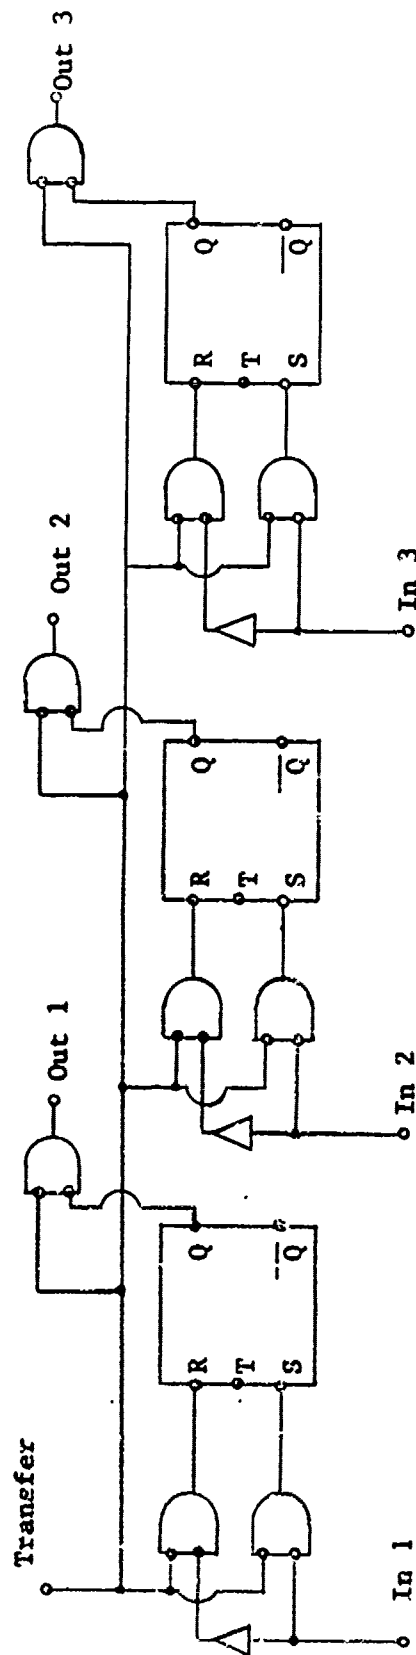 Transfer
Out 1
Out 2
Out 3
R
T
S
Q
Q̅
R
T
S
Q
Q̅
R
T
S
Q
Q̅
In 1
In 2
In 3